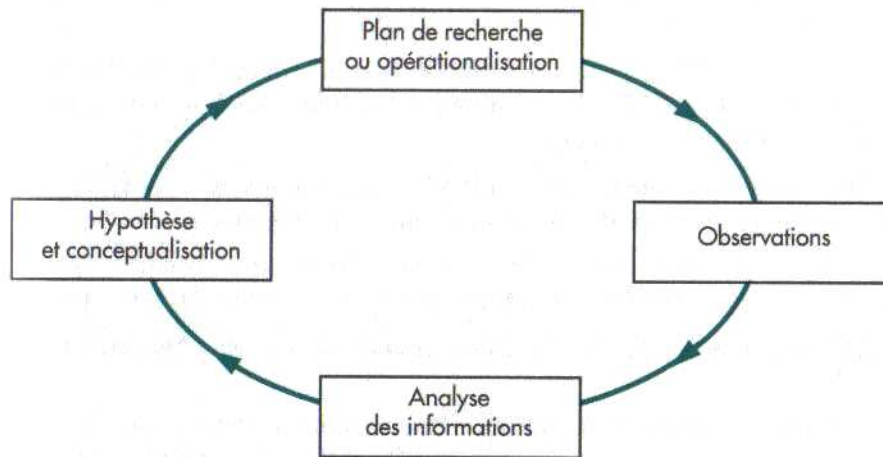 Plan de recherche
ou opérationalisation
Hypothèse
et conceptualisation
Observations
Analyse
des informations